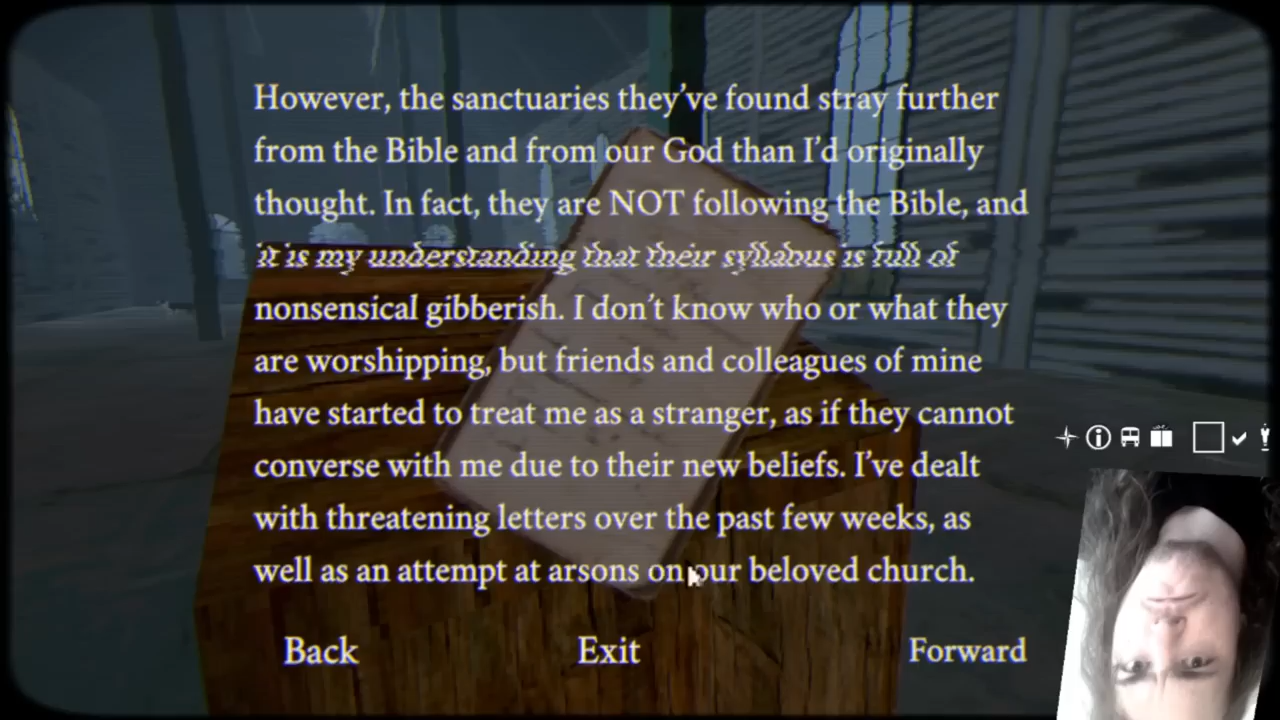 However, the sanctuaries they've found stray further
from the Bible and from our God than I'd originally
thought. In fact, they are NOT following the Bible, and
it is my understanding that their syllabus is full of
nonsensical gibberish. I don't know who or what they
are worshipping, but friends and colleagues of mine
have started to treat me as a stranger, as if they cannot
converse with me due to their new beliefs. I've dealt
with threatening letters over the past few weeks, as
well as an attempt at arsons on our beloved church.
Back Exit Forward